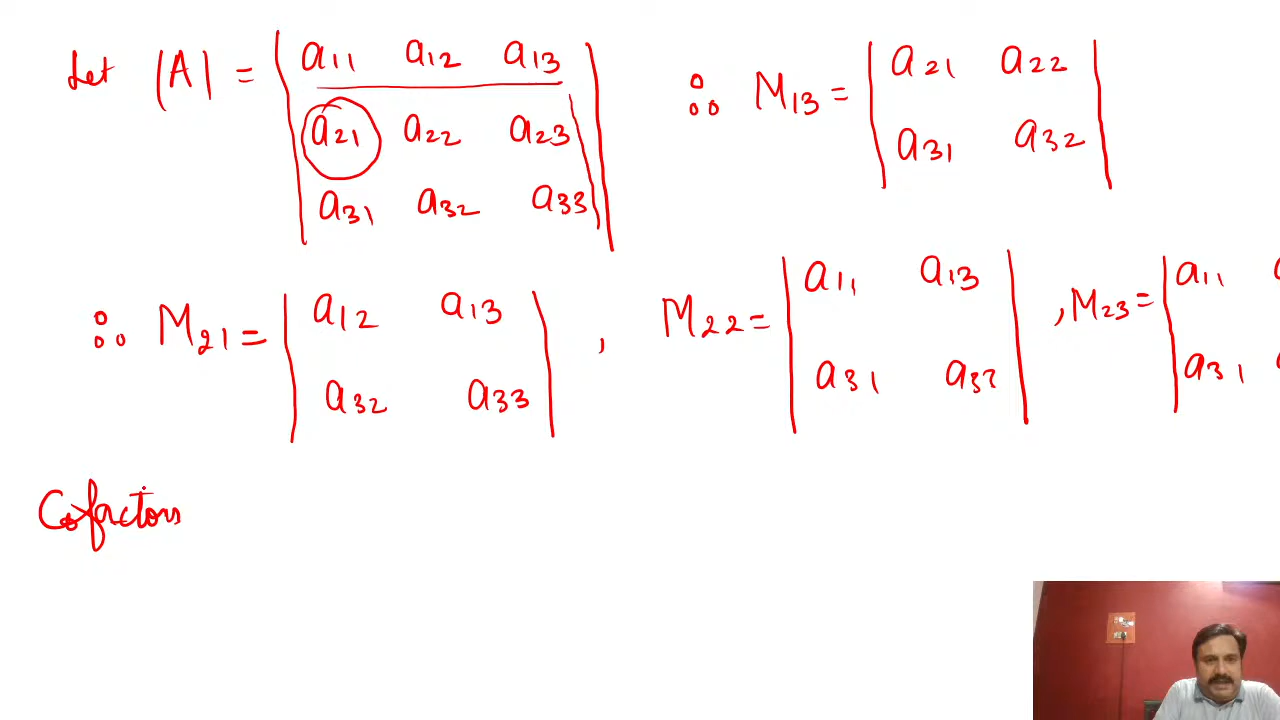 Let |A| = | a11 a12 a13 |
| a21 a22 a23 |
| a31 a32 a33 |
∴ M13 = | a21 a22 |
| a31 a32 |
∴ M21 = | a12 a13 | , M22 = | a11 a13 | , M23 = | a11
| a32 a33 | | a31 a33 | | a31
Cofactors